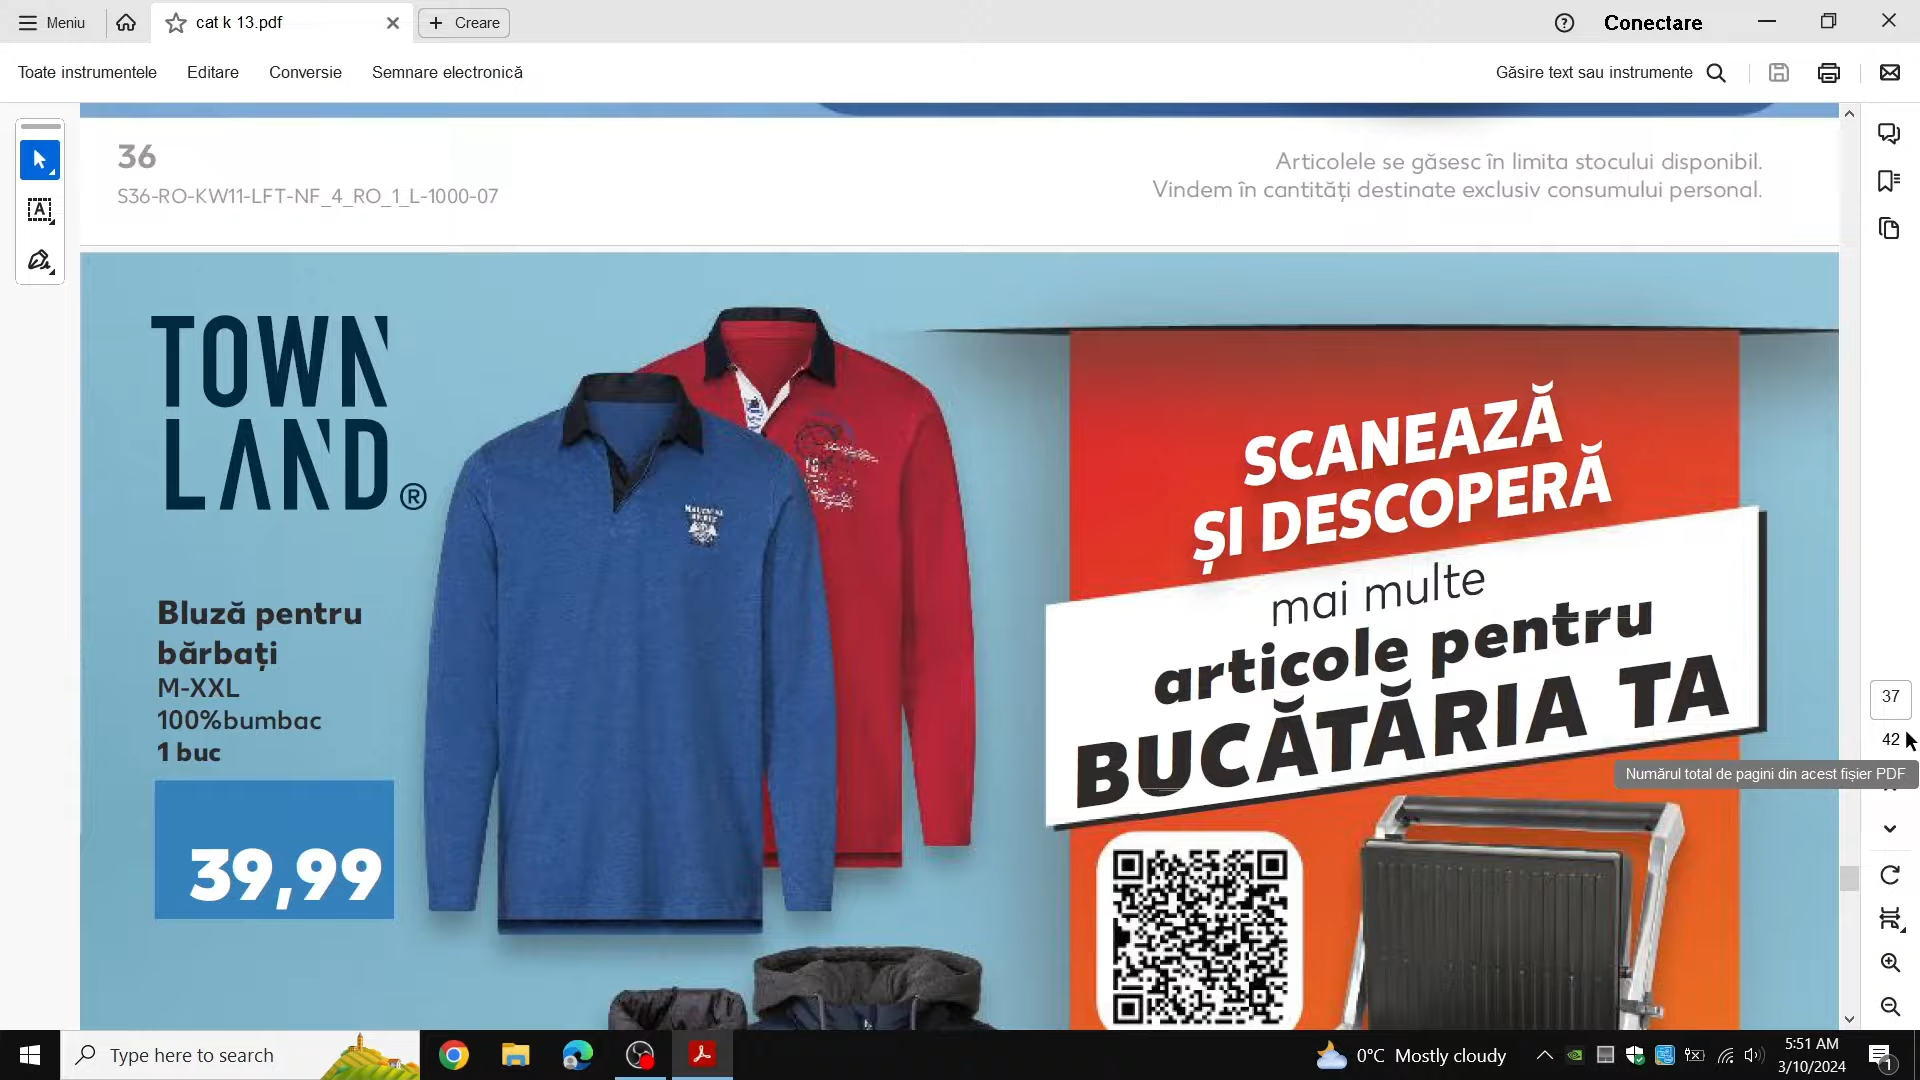 Meniu
cat k 13.pdf
Creare
Conectare
Toate instrumentele
Editare
Conversie
Semnare electronică
Găsire text sau instrumente
36
S36-RO-KW11-LFT-NF_4_RO_1_L-1000-07
Articolele se găsesc în limita stocului disponibil.
Vindem în cantități destinate exclusiv consumului personal.
TOWN
LAND®
Bluză pentru
bărbați
M-XXL
100%bumbac
1 buc
39,99
SCANEAZĂ
ȘI DESCOPERĂ
mai multe
articole pentru
BUCĂTĂRIA TA
37
42
Numărul total de pagini din acest fișier PDF
Type here to search
0°C Mostly cloudy
5:51 AM
3/10/2024
1